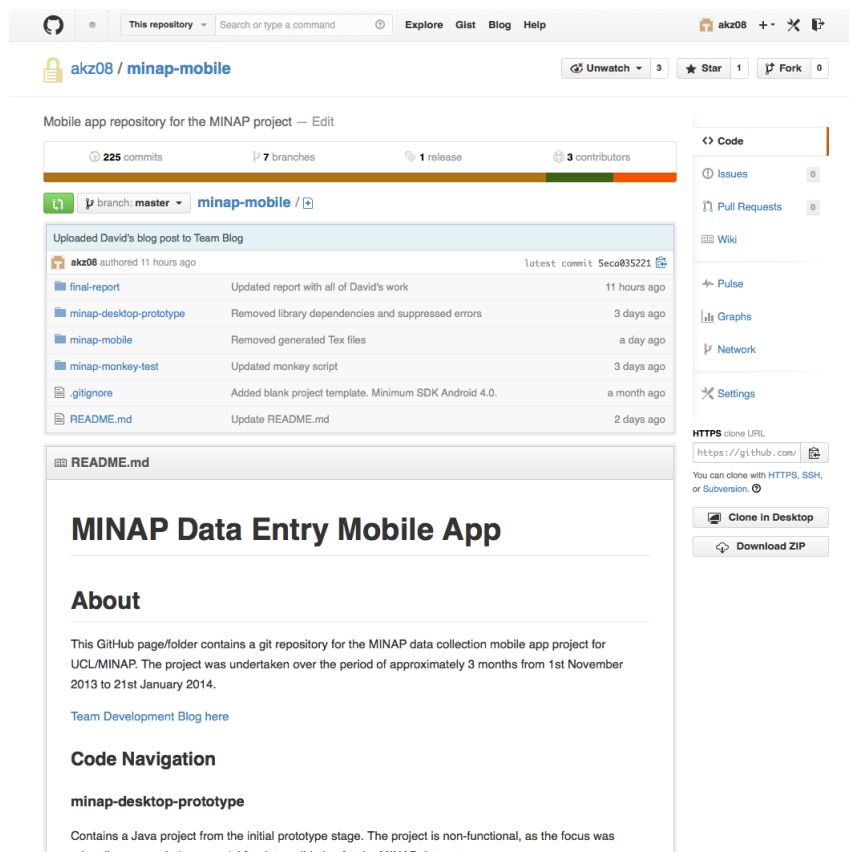 This repository Search or type a command Explore Gist Blog Help akz08
akz08 / minap-mobile Unwatch 3 Star 1 Fork 0
Mobile app repository for the MINAP project — Edit
225 commits 7 branches 1 release 3 contributors
branch: master minap-mobile /
Uploaded David's blog post to Team Blog
akz08 authored 11 hours ago latest commit 5eca035221
final-report Updated report with all of David's work 11 hours ago
minap-desktop-prototype Removed library dependencies and suppressed errors 3 days ago
minap-mobile Removed generated Tex files a day ago
minap-monkey-test Updated monkey script 3 days ago
.gitignore Added blank project template. Minimum SDK Android 4.0. a month ago
README.md Update README.md 2 days ago
README.md
MINAP Data Entry Mobile App
About
This GitHub page/folder contains a git repository for the MINAP data collection mobile app project for
UCL/MINAP. The project was undertaken over the period of approximately 3 months from 1st November
2013 to 21st January 2014.
Team Development Blog here
Code Navigation
minap-desktop-prototype
Contains a Java project from the initial prototype stage. The project is non-functional, as the focus was
Code
Issues 0
Pull Requests 0
Wiki
Pulse
Graphs
Network
Settings
HTTPS clone URL
https://github.com/
You can clone with HTTPS, SSH,
or Subversion.
Clone in Desktop
Download ZIP